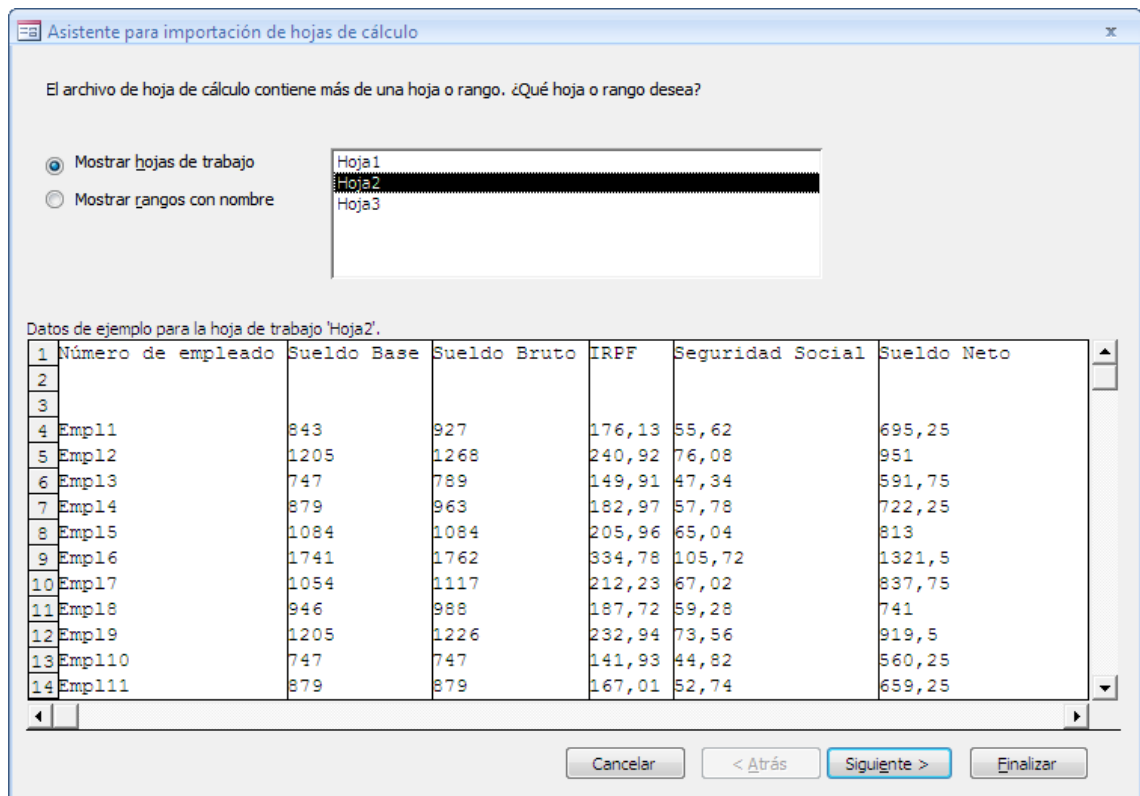 Asistente para importación de hojas de cálculo
El archivo de hoja de cálculo contiene más de una hoja o rango. ¿Qué hoja o rango desea?
Mostrar hojas de trabajo
Mostrar rangos con nombre
Hoja1
Hoja2
Hoja3
Datos de ejemplo para la hoja de trabajo 'Hoja2'.
1 Número de empleado Sueldo Base Sueldo Bruto IRPF Seguridad Social Sueldo Neto
2
3
4 Empl1 843 927 176,13 55,62 695,25
5 Empl2 1205 1268 240,92 76,08 951
6 Empl3 747 789 149,91 47,34 591,75
7 Empl4 879 963 182,97 57,78 722,25
8 Empl5 1084 1084 205,96 65,04 813
9 Empl6 1741 1762 334,78 105,72 1321,5
10 Empl7 1054 1117 212,23 67,02 837,75
11 Empl8 946 988 187,72 59,28 741
12 Empl9 1205 1226 232,94 73,56 919,5
13 Empl10 747 747 141,93 44,82 560,25
14 Empl11 879 879 167,01 52,74 659,25
Cancelar < Atrás Siguiente > Finalizar